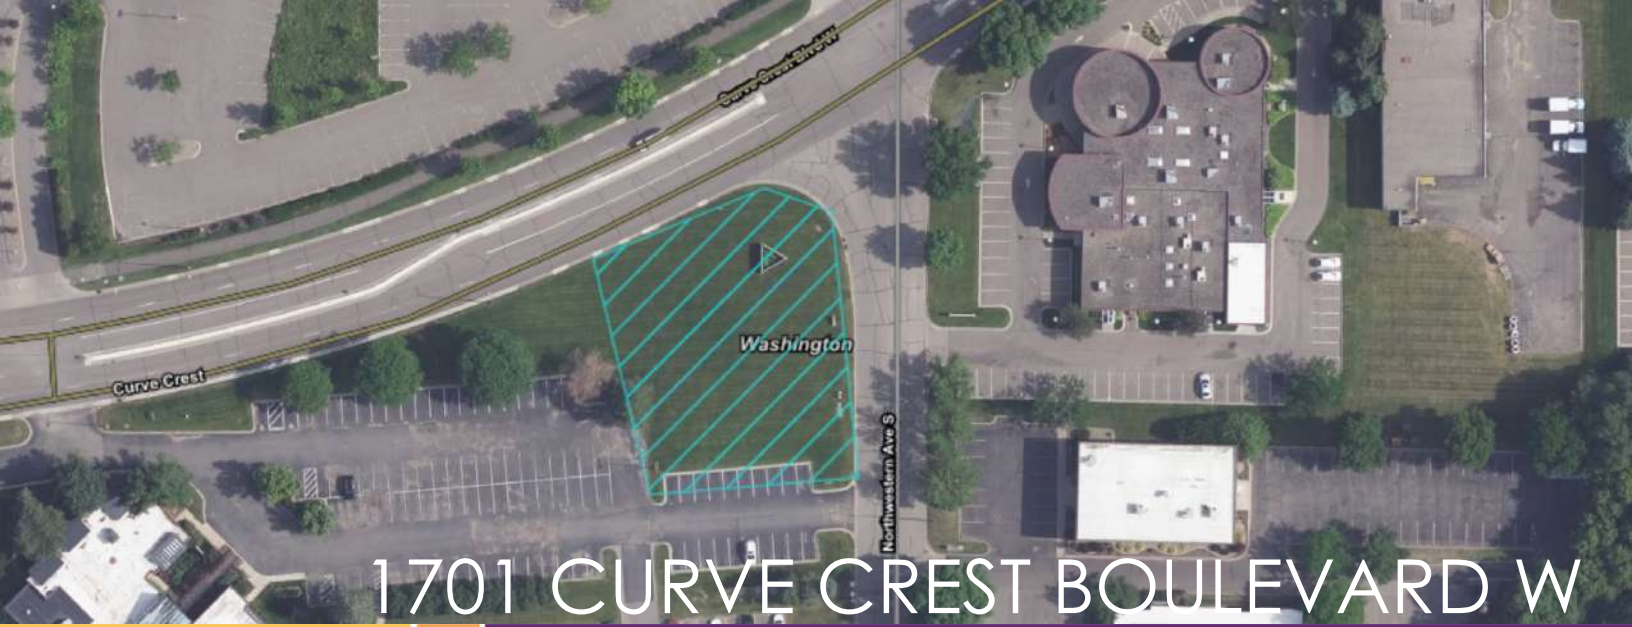 Curve Crest Blvd W
Washington
Curve Crest
Northwestern Ave S
1701 CURVE CREST BOULEVARD W